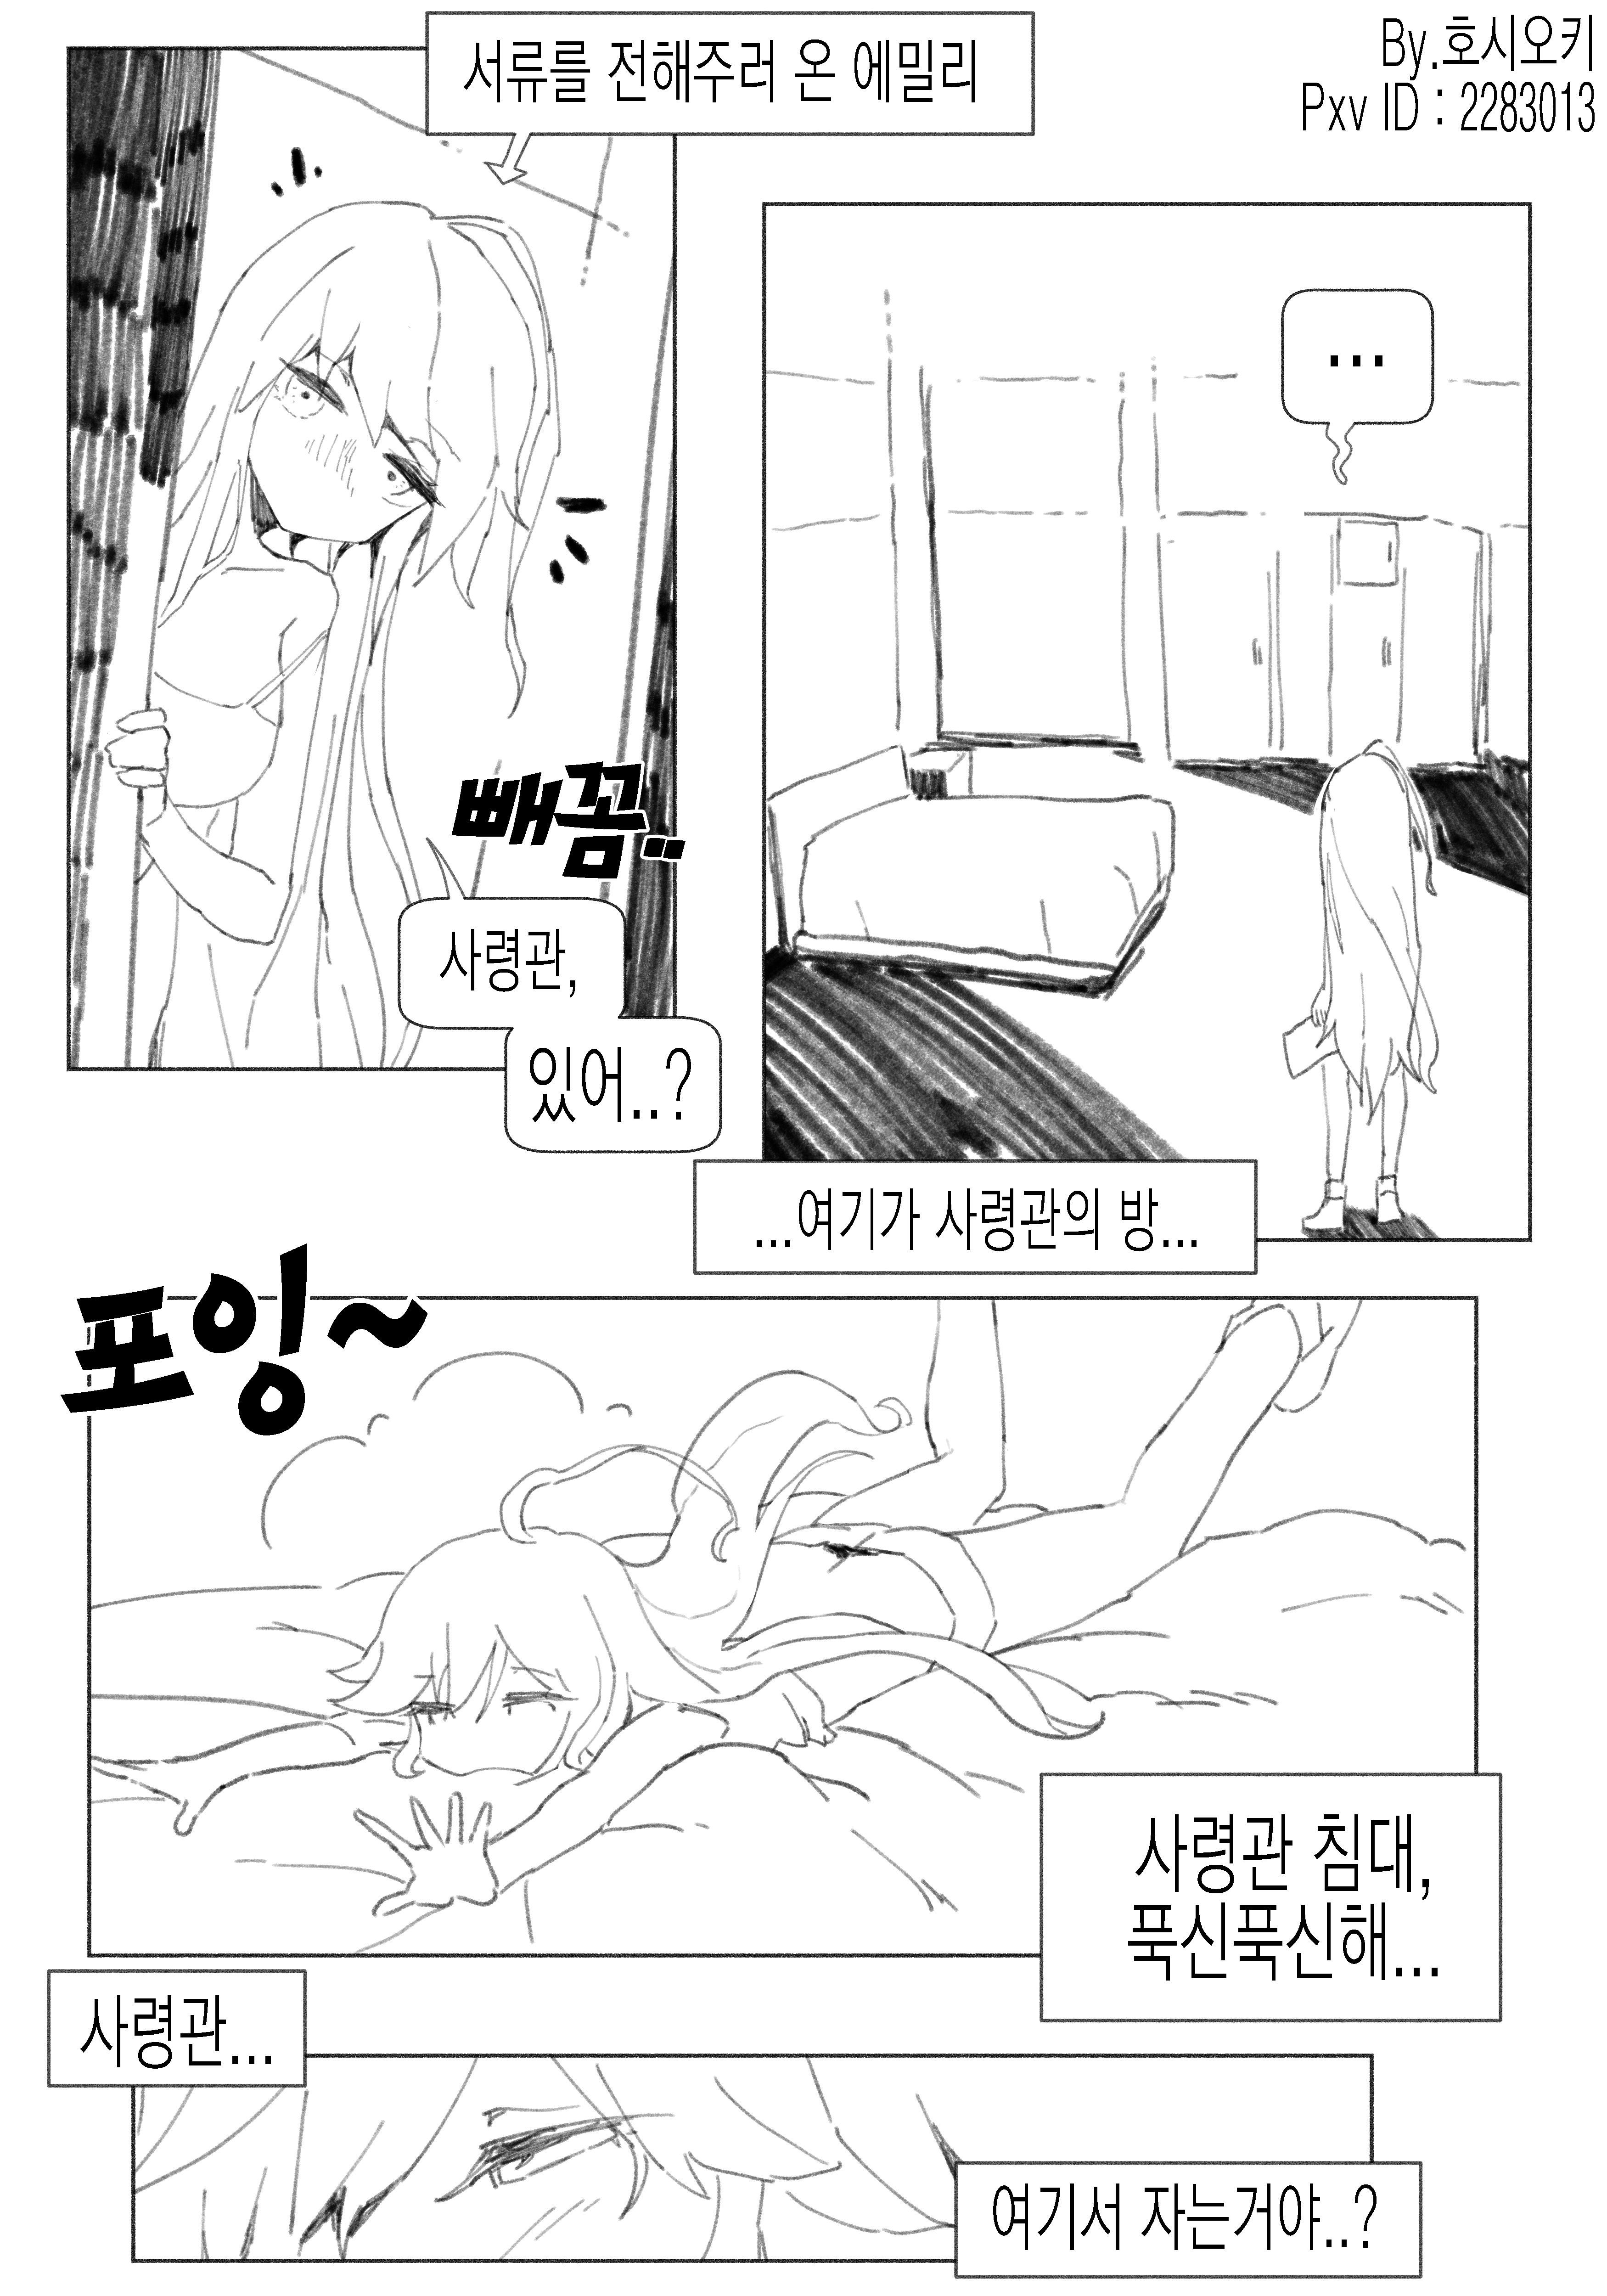 서류를 전해주러 온 에밀리
By.호시오키
Pxv ID : 2283013
빼꼼..
사령관,
있어..?
...
...여기가 사령관의 방...
포잉~
사령관 침대,
푹신푹신해...
사령관...
여기서 자는거야..?